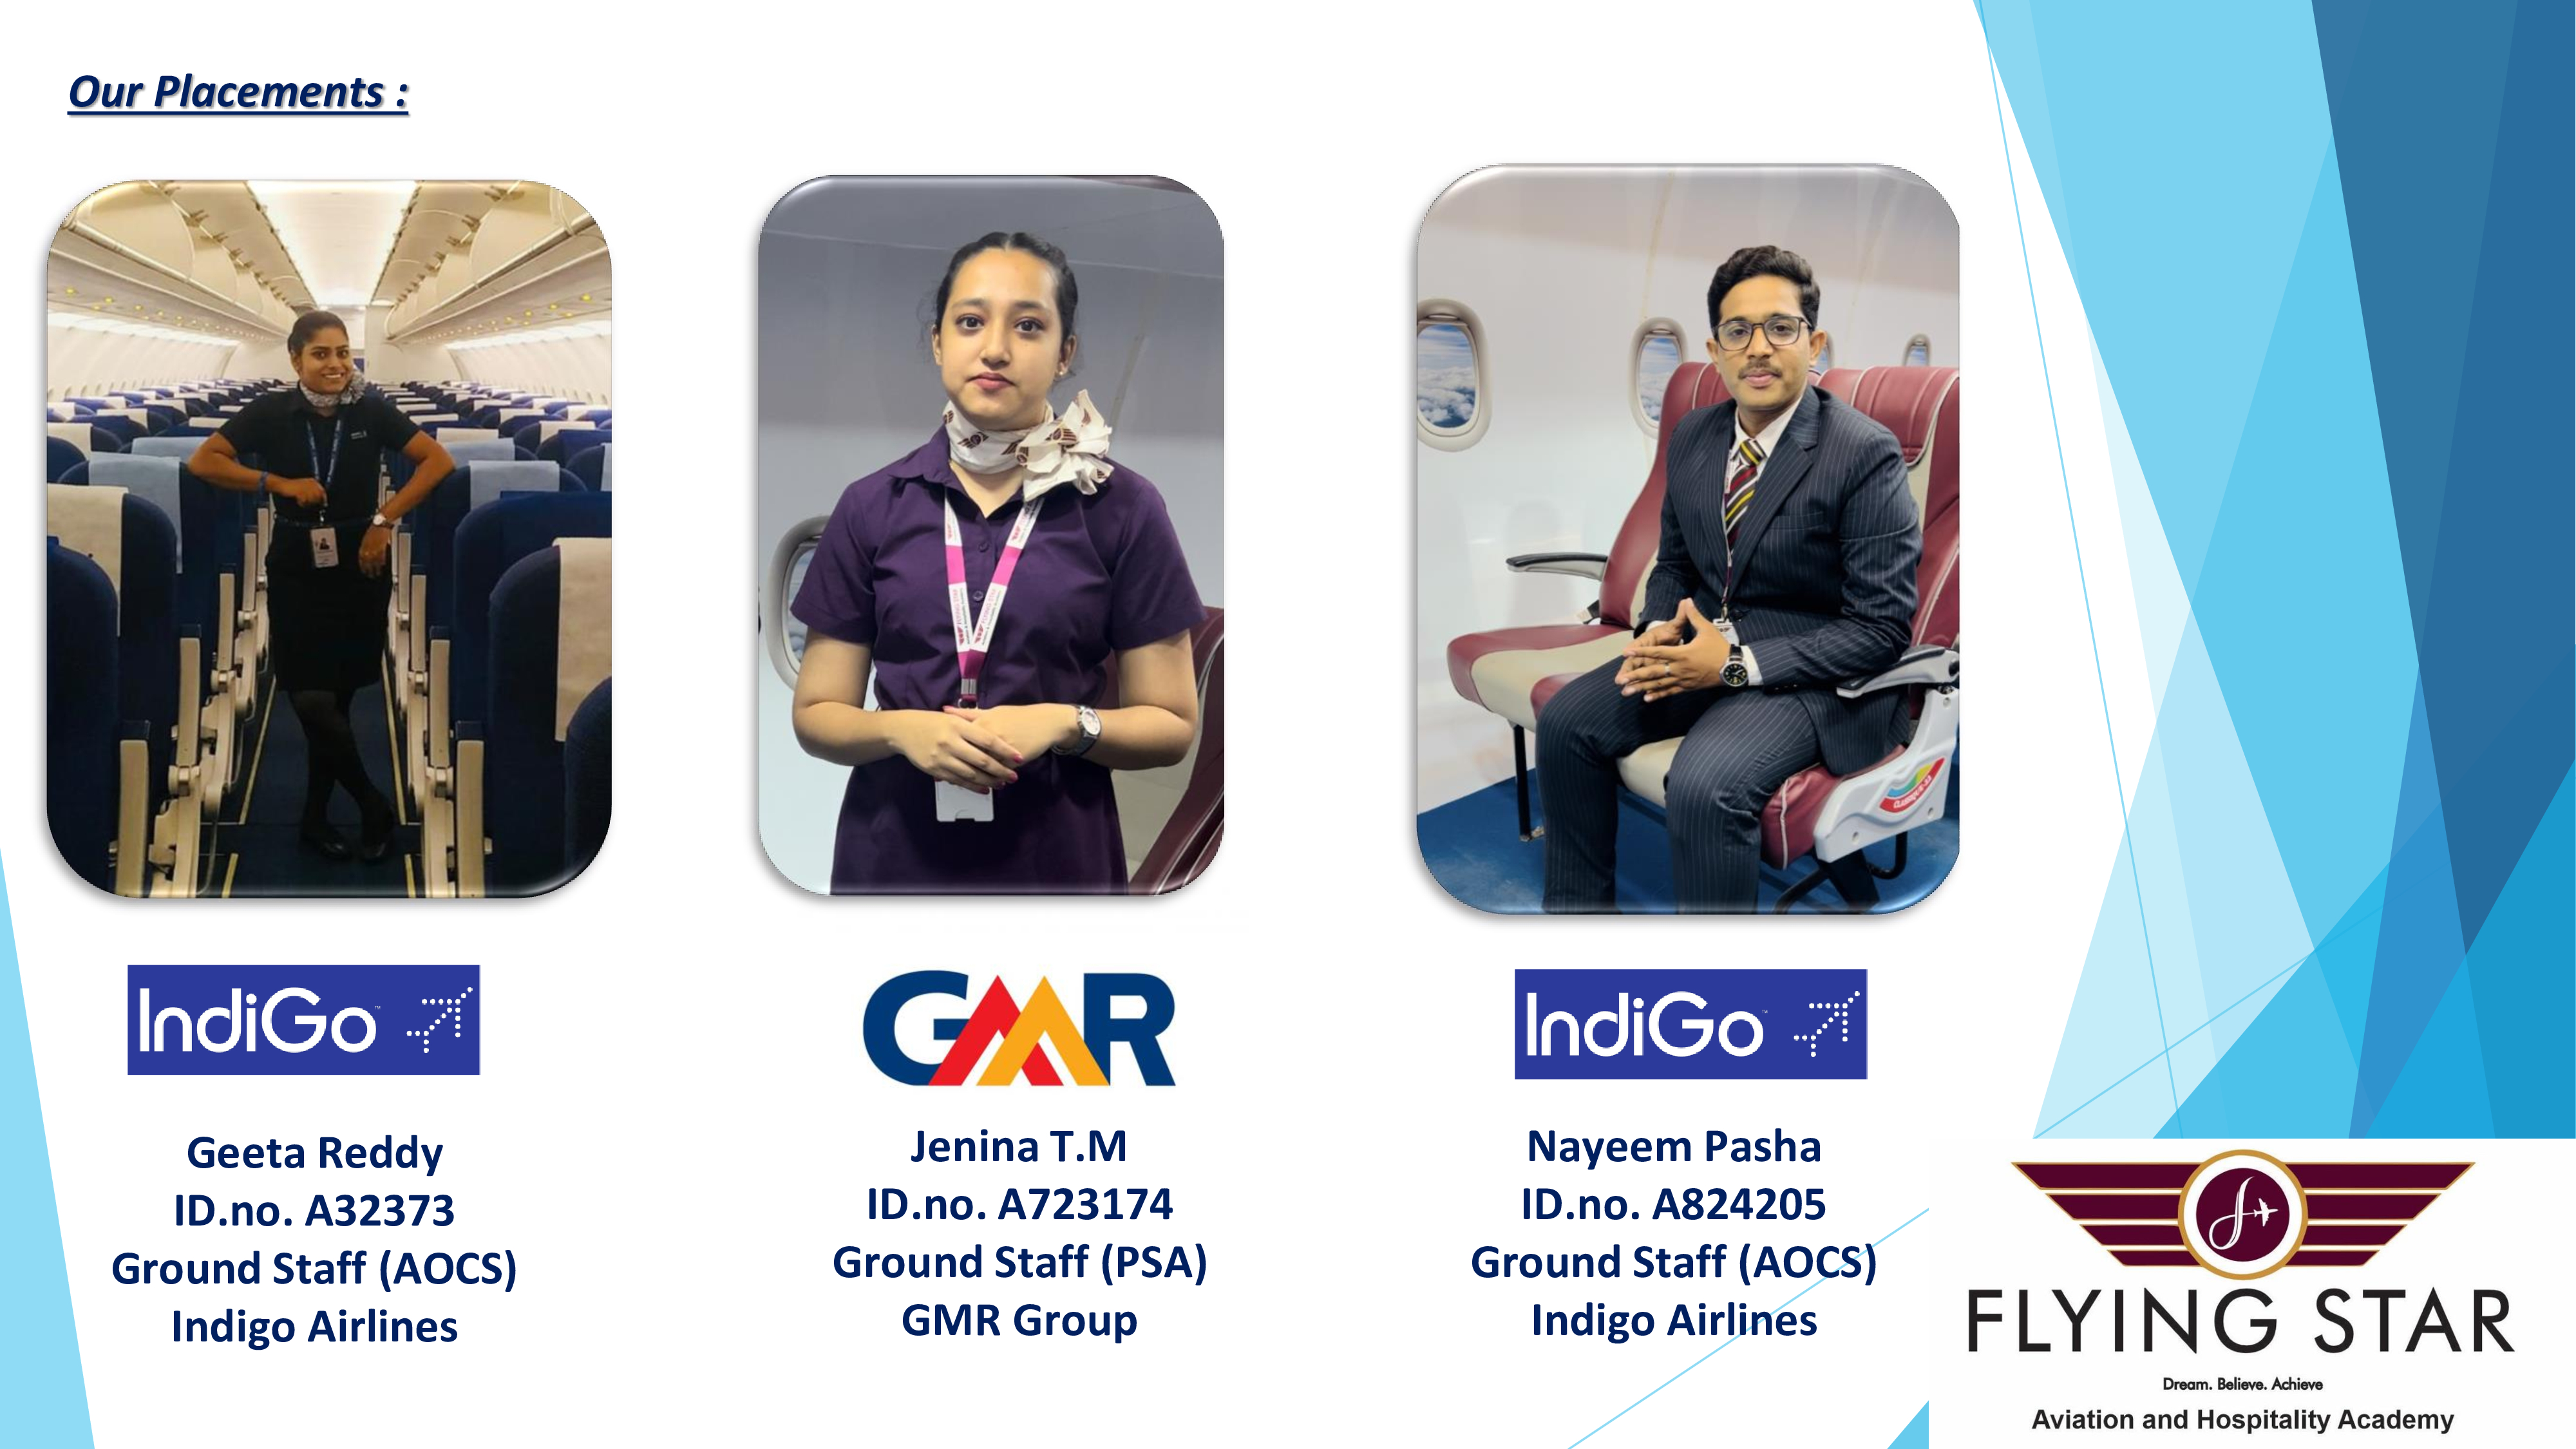 Our Placements :
IndiGo
Geeta Reddy
ID.no. A32373
Ground Staff (AOCS)
Indigo Airlines
GMR
Jenina T.M
ID.no. A723174
Ground Staff (PSA)
GMR Group
IndiGo
Nayeem Pasha
ID.no. A824205
Ground Staff (AOCS)
Indigo Airlines
FLYING STAR
Dream. Believe. Achieve
Aviation and Hospitality Academy